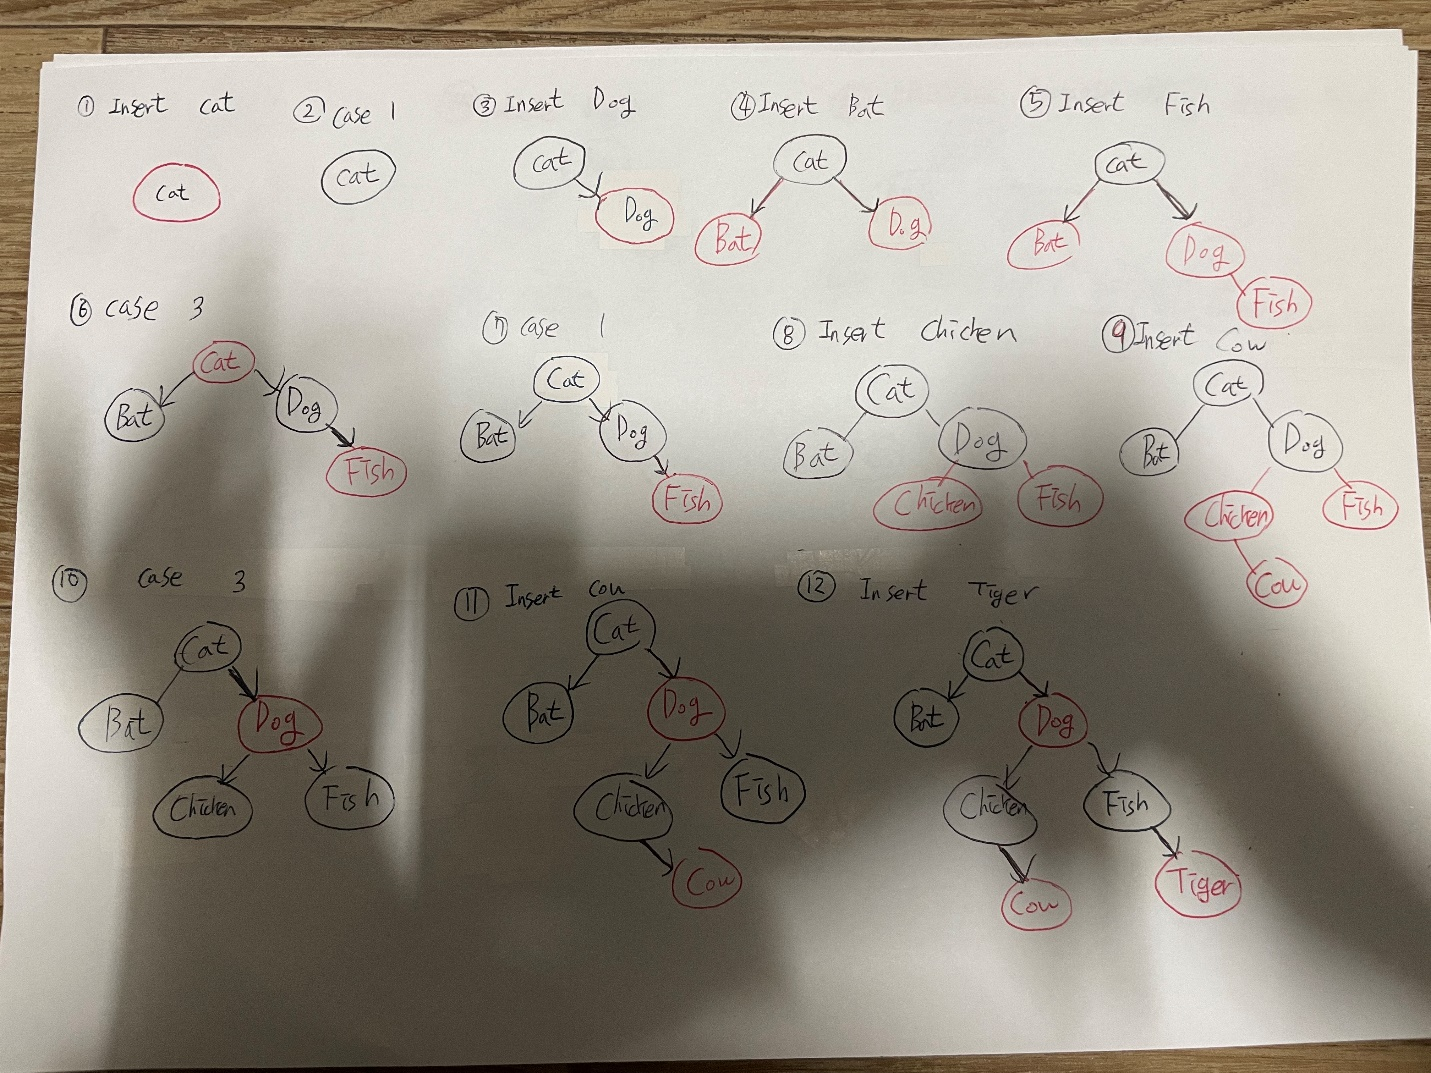 ① Insert cat
② Case 1
③ Insert Dog
④ Insert Bat
⑤ Insert Fish
cat
cat
cat
Dog
cat
Bat
Dog
cat
Bat
Dog
Fish
⑥ case 3
⑦ case 1
⑧ Insert Chicken
⑨ Insert Cow
Cat
Bat
Dog
Fish
Cat
Bat
Dog
Fish
Cat
Bat
Dog
Chicken
Fish
Cat
Bat
Dog
Chicken
Fish
Cow
⑩ case 3
⑪ Insert Cow
⑫ Insert Tiger
Cat
Bat
Dog
Chicken
Fish
Cat
Bat
Dog
Chicken
Fish
Cow
Cat
Bat
Dog
Chicken
Fish
Cow
Tiger